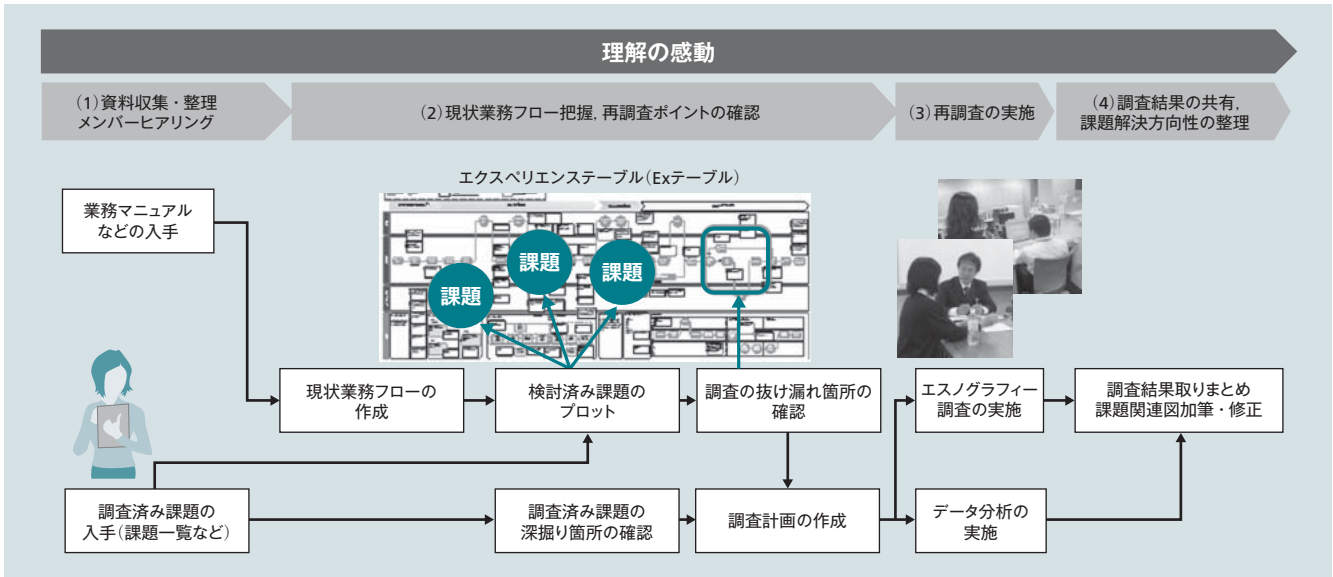 理解の感動
(1)資料収集・整理
メンバーヒアリング
(2)現状業務フロー把握, 再調査ポイントの確認
(3)再調査の実施
(4)調査結果の共有,
課題解決方向性の整理
エクスペリエンステーブル(Exテーブル)
業務マニュアル
などの入手
課題
課題
課題
現状業務フローの
作成
検討済み課題の
プロット
調査の抜け漏れ箇所の
確認
エスノグラフィー
調査の実施
調査結果取りまとめ
課題関連図加筆・修正
調査済み課題の
入手(課題一覧など)
調査済み課題の
深掘り箇所の確認
調査計画の作成
データ分析の
実施